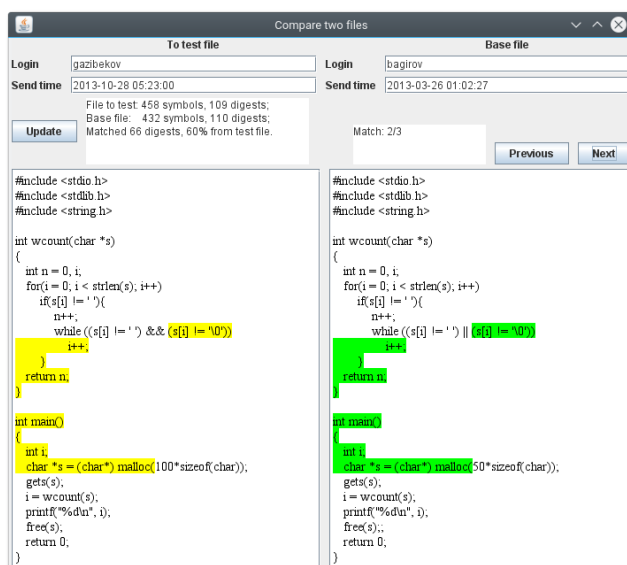 Compare two files
To test file
Login gazibekov
Send time 2013-10-28 05:23:00
Update
File to test: 458 symbols, 109 digests;
Base file: 432 symbols, 110 digests;
Matched 66 digests, 60% from test file.
#include <stdio.h>
#include <stdlib.h>
#include <string.h>
int wcount(char *s)
{
int n = 0, i;
for(i = 0; i < strlen(s); i++)
if(s[i] != ' '){
n++;
while ((s[i] != ' ') && (s[i] != '\0'))
i++;
}
return n;
}
int main()
{
int i;
char *s = (char*) malloc(100*sizeof(char));
gets(s);
i = wcount(s);
printf("%d\n", i);
free(s);
return 0;
}
Base file
Login bagirov
Send time 2013-03-26 01:02:27
Match: 2/3
Previous Next
#include <stdio.h>
#include <stdlib.h>
#include <string.h>
int wcount(char *s)
{
int n = 0, i;
for(i = 0; i < strlen(s); i++)
if(s[i] != ' '){
n++;
while ((s[i] != ' ') || (s[i] != '\0'))
i++;
}
return n;
}
int main()
{
int i;
char *s = (char*) malloc(50*sizeof(char));
gets(s);
i = wcount(s);
printf("%d\n", i);
free(s);;
return 0;
}